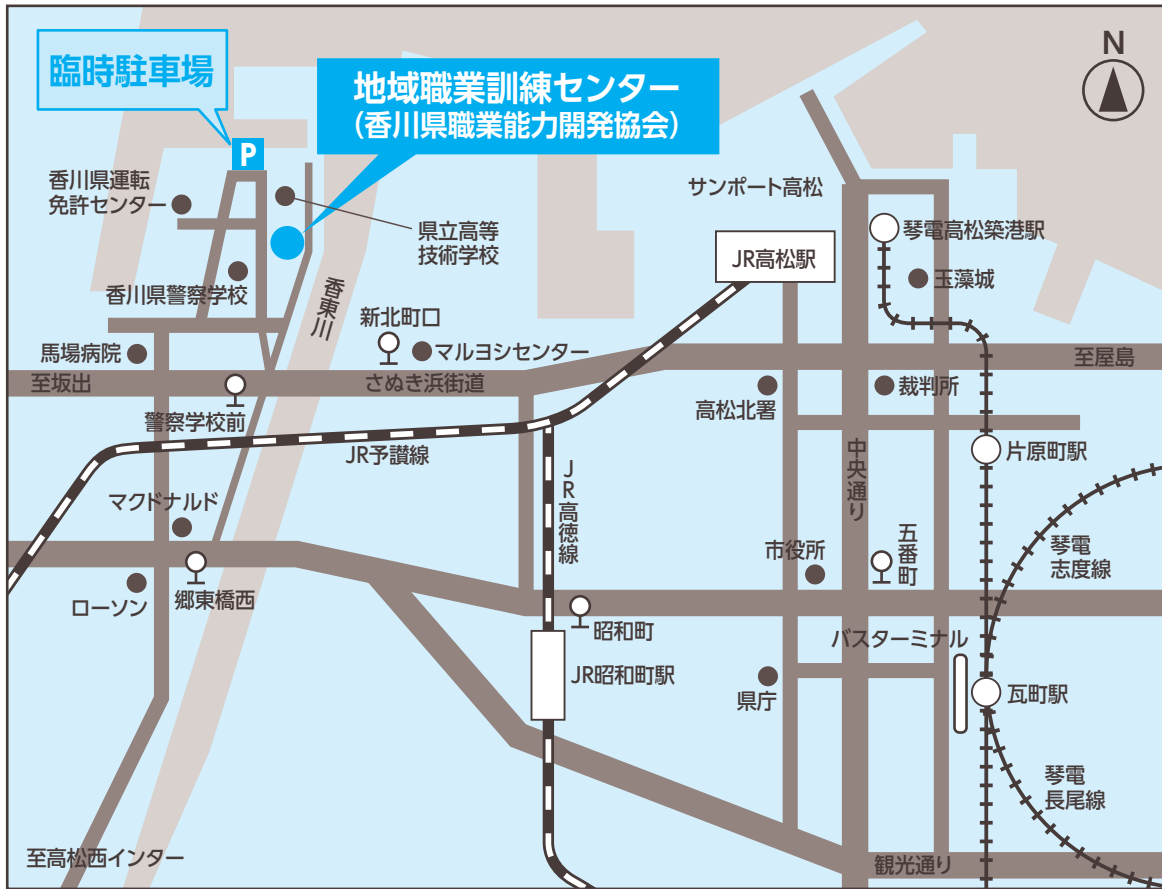 臨時駐車場
地域職業訓練センター
（香川県職業能力開発協会）
N
P
香川県運転
免許センター
県立高等
技術学校
サンポート高松
琴電高松築港駅
JR高松駅
玉藻城
香川県警察学校
香東川
新北町口
馬場病院
マルヨシセンター
至坂出
さぬき浜街道
至屋島
警察学校前
高松北署
裁判所
JR予讃線
JR高徳線
中央通り
片原町駅
マクドナルド
市役所
五番町
琴電
志度線
ローソン
郷東橋西
昭和町
バスターミナル
JR昭和町駅
県庁
瓦町駅
琴電
長尾線
至高松西インター
観光通り